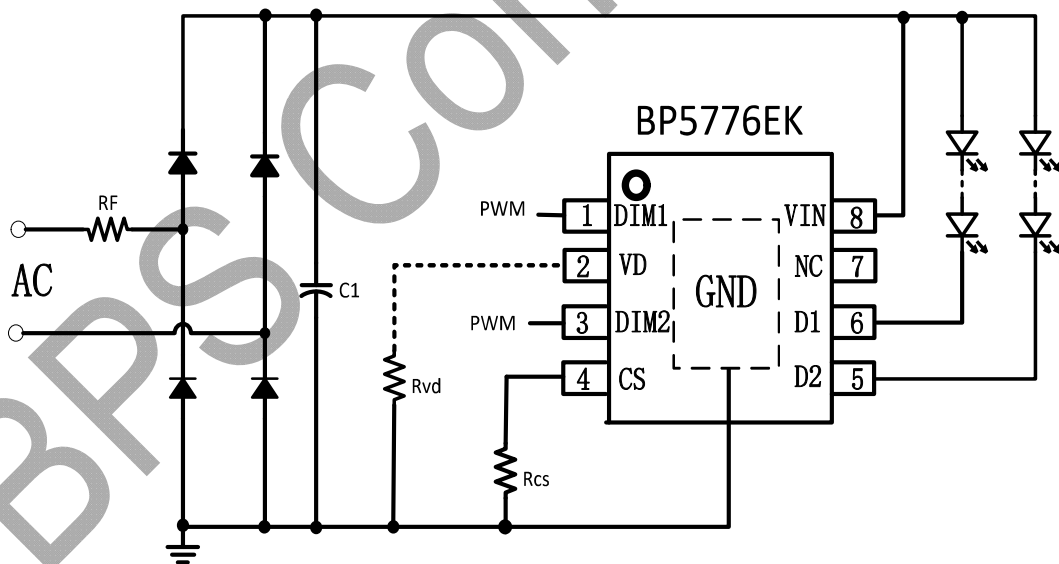 BPS Con
BP5776EK
RF
AC
C1
PWM
1 DIM1
VIN 8
2 VD
NC 7
GND
PWM
3 DIM2
D1 6
4 CS
D2 5
Rvd
Rcs